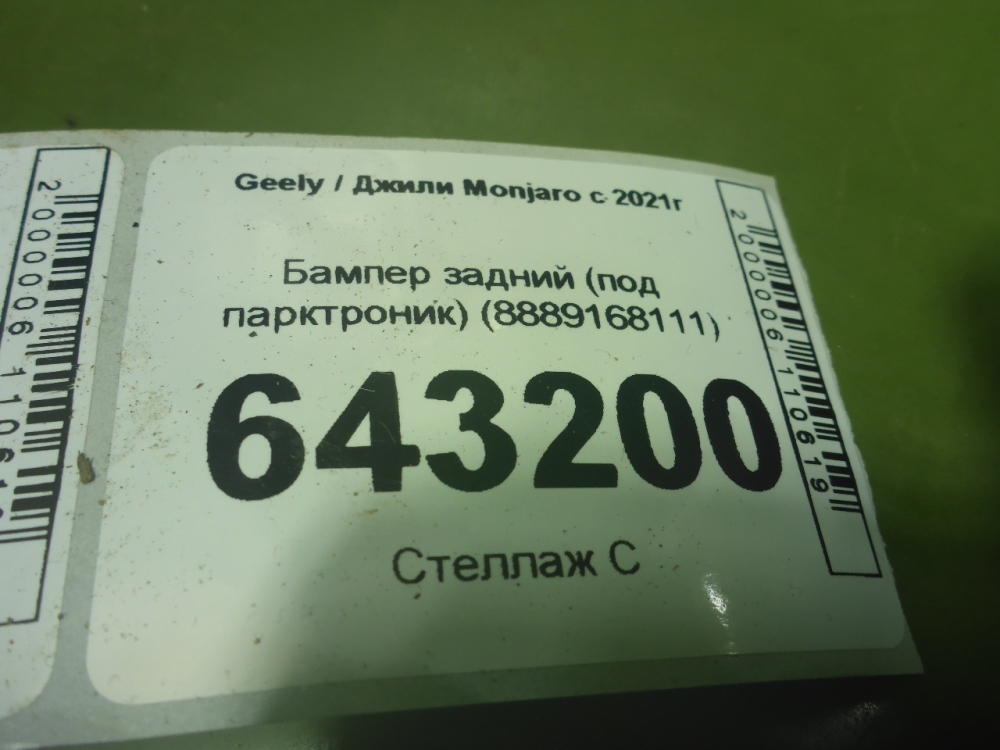 Geely / Джили Monjaro с 2021г
Бампер задний (под
парктроник) (8889168111)
643200
Стеллаж С
2000006110619